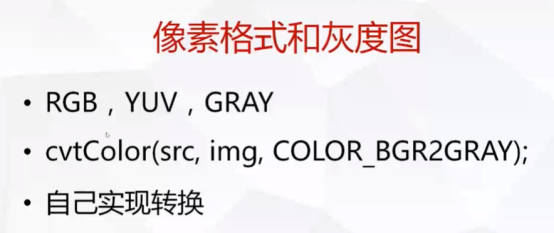 像素格式和灰度图
• RGB，YUV，GRAY
• cvtColor(src, img, COLOR_BGR2GRAY);
• 自己实现转换